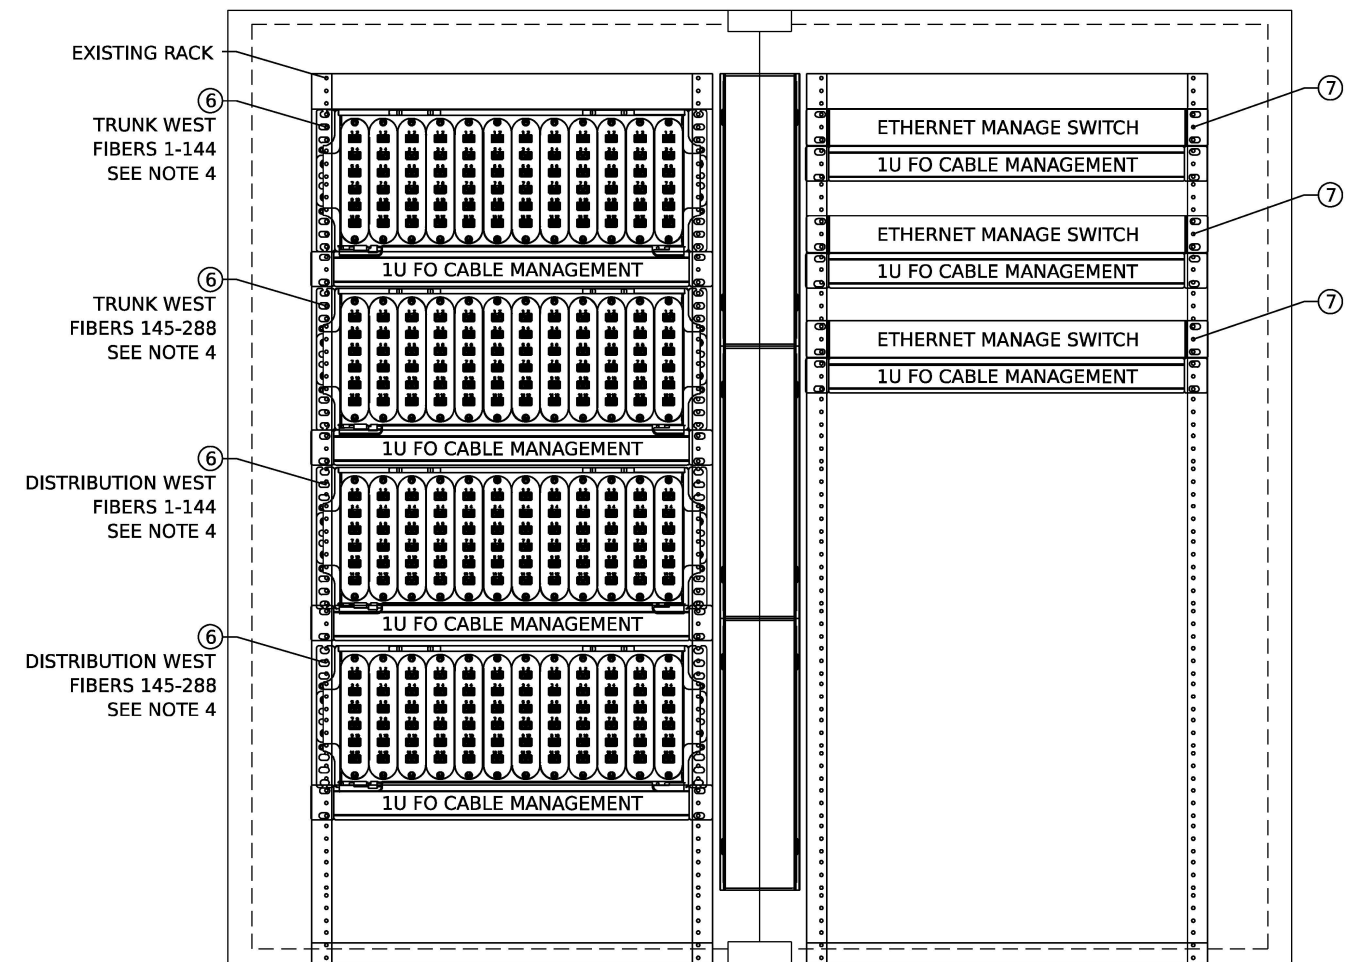 EXISTING RACK
6
TRUNK WEST
FIBERS 1-144
SEE NOTE 4
1U FO CABLE MANAGEMENT
6
TRUNK WEST
FIBERS 145-288
SEE NOTE 4
1U FO CABLE MANAGEMENT
6
DISTRIBUTION WEST
FIBERS 1-144
SEE NOTE 4
1U FO CABLE MANAGEMENT
6
DISTRIBUTION WEST
FIBERS 145-288
SEE NOTE 4
1U FO CABLE MANAGEMENT
7
ETHERNET MANAGE SWITCH
1U FO CABLE MANAGEMENT
7
ETHERNET MANAGE SWITCH
1U FO CABLE MANAGEMENT
7
ETHERNET MANAGE SWITCH
1U FO CABLE MANAGEMENT